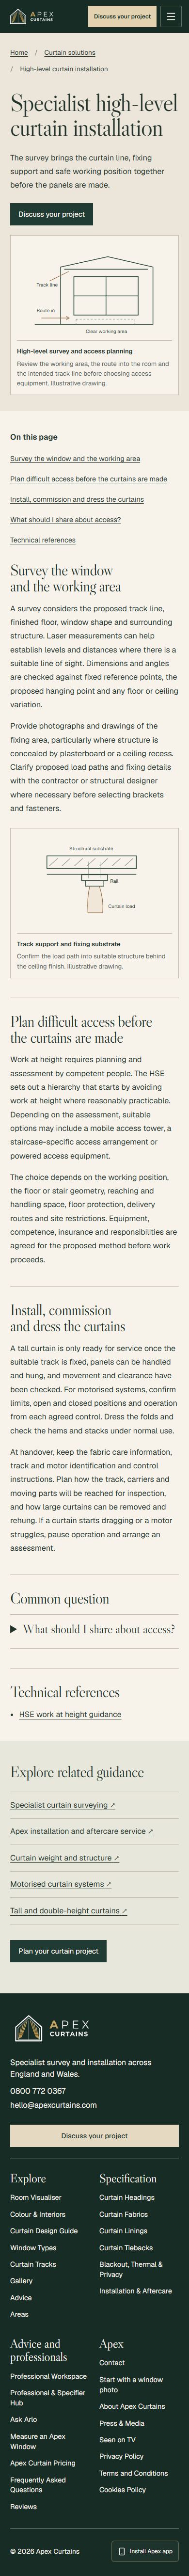 APEX
CURTAINS
Discuss your project
Home / Curtain solutions
/ High-level curtain installation
Specialist high-level
curtain installation
The survey brings the curtain line, fixing
support and safe working position together
before the panels are made.
Discuss your project
Track line
Route in
Clear working area
High-level survey and access planning
Review the working area, the route into the room and
the intended track line before choosing access
equipment. Illustrative drawing.
On this page
Survey the window and the working area
Plan difficult access before the curtains are made
Install, commission and dress the curtains
What should I share about access?
Technical references
Survey the window
and the working area
A survey considers the proposed track line,
finished floor, window shape and surrounding
structure. Laser measurements can help
establish levels and distances where there is a
suitable line of sight. Dimensions and angles
are checked against fixed reference points, the
proposed hanging point and any floor or ceiling
variation.
Provide photographs and drawings of the
fixing area, particularly where structure is
concealed by plasterboard or a ceiling recess.
Clarify proposed load paths and fixing details
with the contractor or structural designer
where necessary before selecting brackets
and fasteners.
Structural substrate
Rail
Curtain load
Track support and fixing substrate
Confirm the load path into suitable structure behind
the ceiling finish. Illustrative drawing.
Plan difficult access before
the curtains are made
Work at height requires planning and
assessment by competent people. The HSE
sets out a hierarchy that starts by avoiding
work at height where reasonably practicable.
Depending on the assessment, suitable
options may include a mobile access tower, a
staircase-specific access arrangement or
powered access equipment.
The choice depends on the working position,
the floor or stair geometry, reaching and
handling space, floor protection, delivery
routes and site restrictions. Equipment,
competence, insurance and responsibilities are
agreed for the proposed method before work
proceeds.
Install, commission
and dress the curtains
A tall curtain is only ready for service once the
suitable track is fixed, panels can be handled
and hung, and movement and clearance have
been checked. For motorised systems, confirm
limits, open and closed positions and operation
from each agreed control. Dress the folds and
check the hems and stacks under normal use.
At handover, keep the fabric care information,
track and motor identification and control
instructions. Plan how the track, carriers and
moving parts will be reached for inspection,
and how large curtains can be removed and
rehung. If a curtain starts dragging or a motor
struggles, pause operation and arrange an
assessment.
Common question
What should I share about access?
Technical references
• HSE work at height guidance
Explore related guidance
Specialist curtain surveying ↗
Apex installation and aftercare service ↗
Curtain weight and structure ↗
Motorised curtain systems ↗
Tall and double-height curtains ↗
Plan your curtain project
APEX
CURTAINS
Specialist survey and installation across
England and Wales.
0800 772 0367
hello@apexcurtains.com
Discuss your project
Explore
Room Visualiser
Colour & Interiors
Curtain Design Guide
Window Types
Curtain Tracks
Gallery
Advice
Areas
Specification
Curtain Headings
Curtain Fabrics
Curtain Linings
Curtain Tiebacks
Blackout, Thermal &
Privacy
Installation & Aftercare
Advice and
professionals
Professional Workspace
Professional & Specifier
Hub
Ask Arlo
Measure an Apex
Window
Apex Curtain Pricing
Frequently Asked
Questions
Reviews
Apex
Contact
Start with a window
photo
About Apex Curtains
Press & Media
Seen on TV
Privacy Policy
Terms and Conditions
Cookies Policy
© 2026 Apex Curtains
Install Apex app